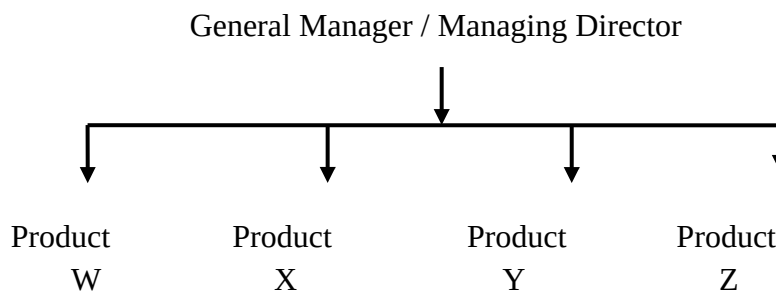 General Manager / Managing Director
Product Product Product Product
W X Y Z